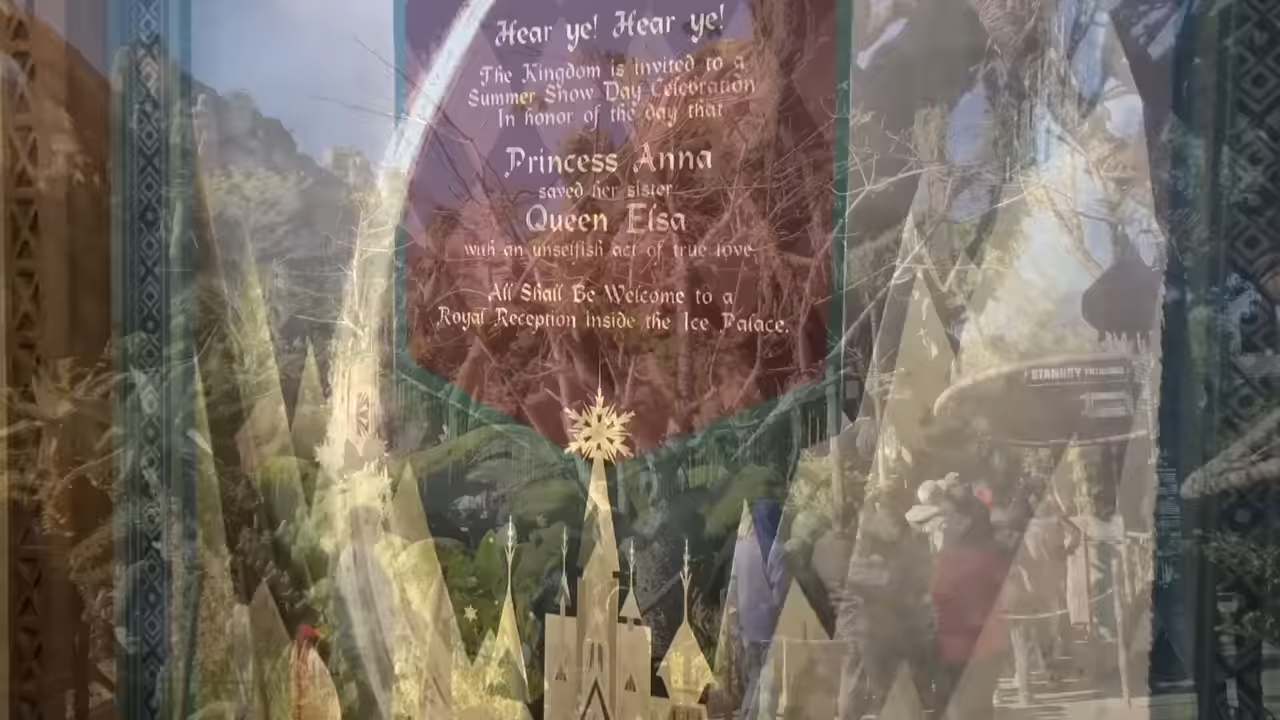 Hear ye! Hear ye!
The Kingdom is invited to a
Summer Snow Day Celebration
In honor of the day that
Princess Anna
saved her sister
Queen Elsa
with an unselfish act of true love.
All Shall Be Welcome to a
Royal Reception Inside the Ice Palace.
STANLEY